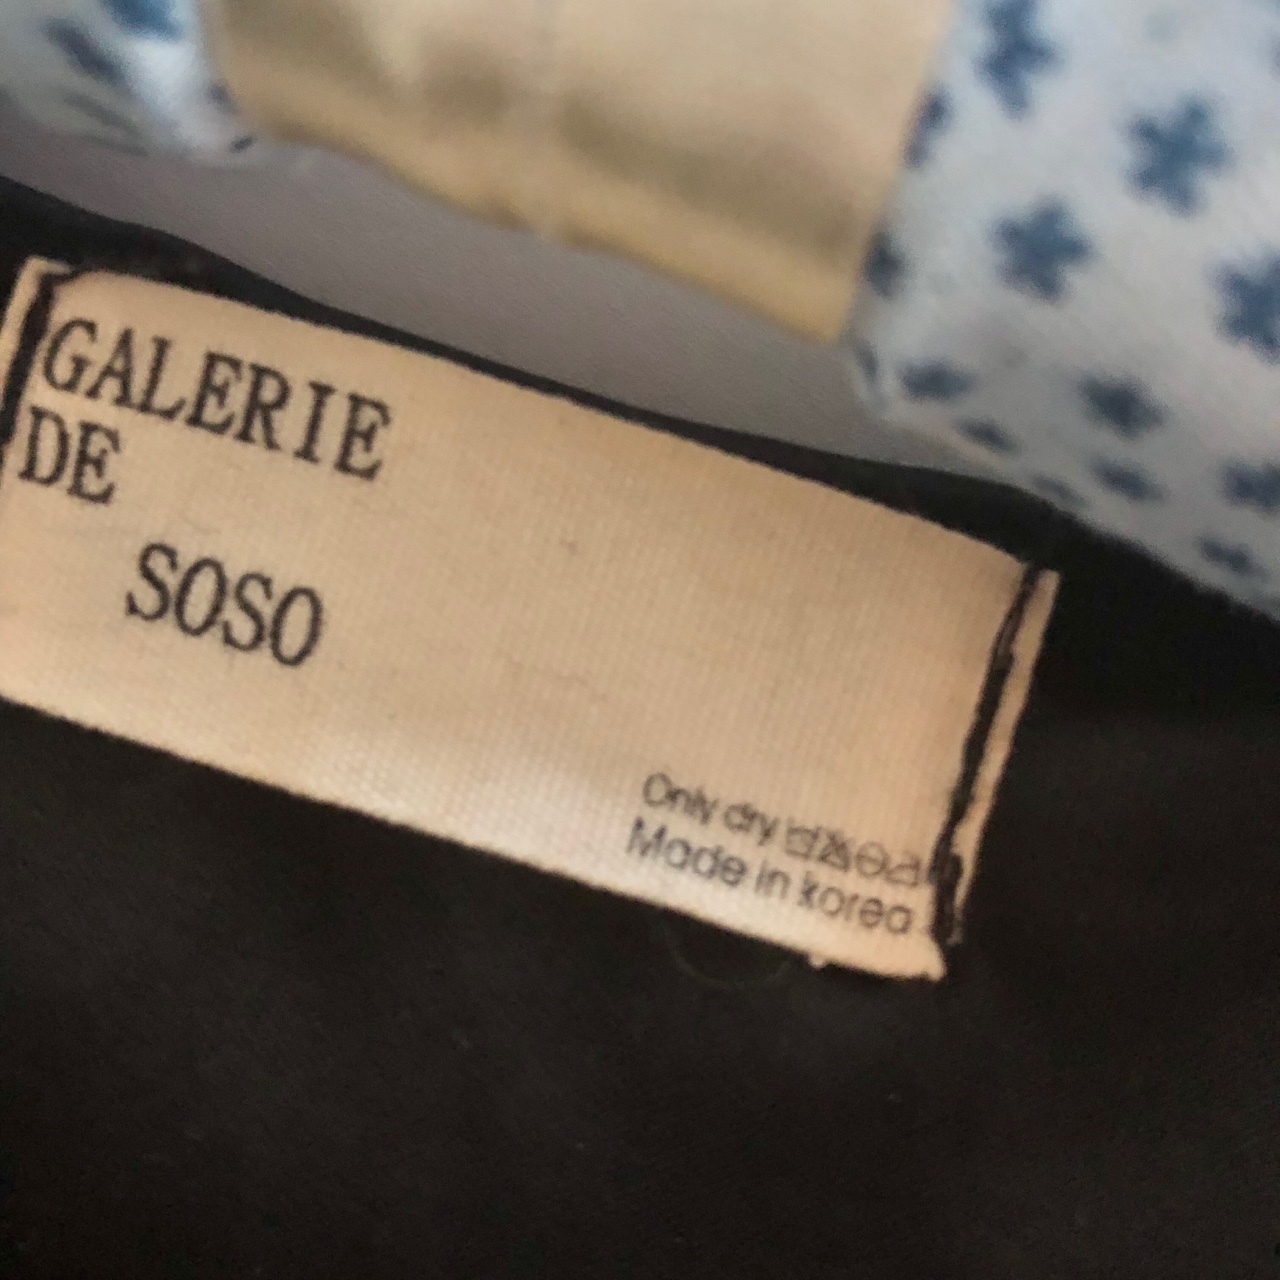 GALERIE
DE
SOSO
Only dry
Made in korea